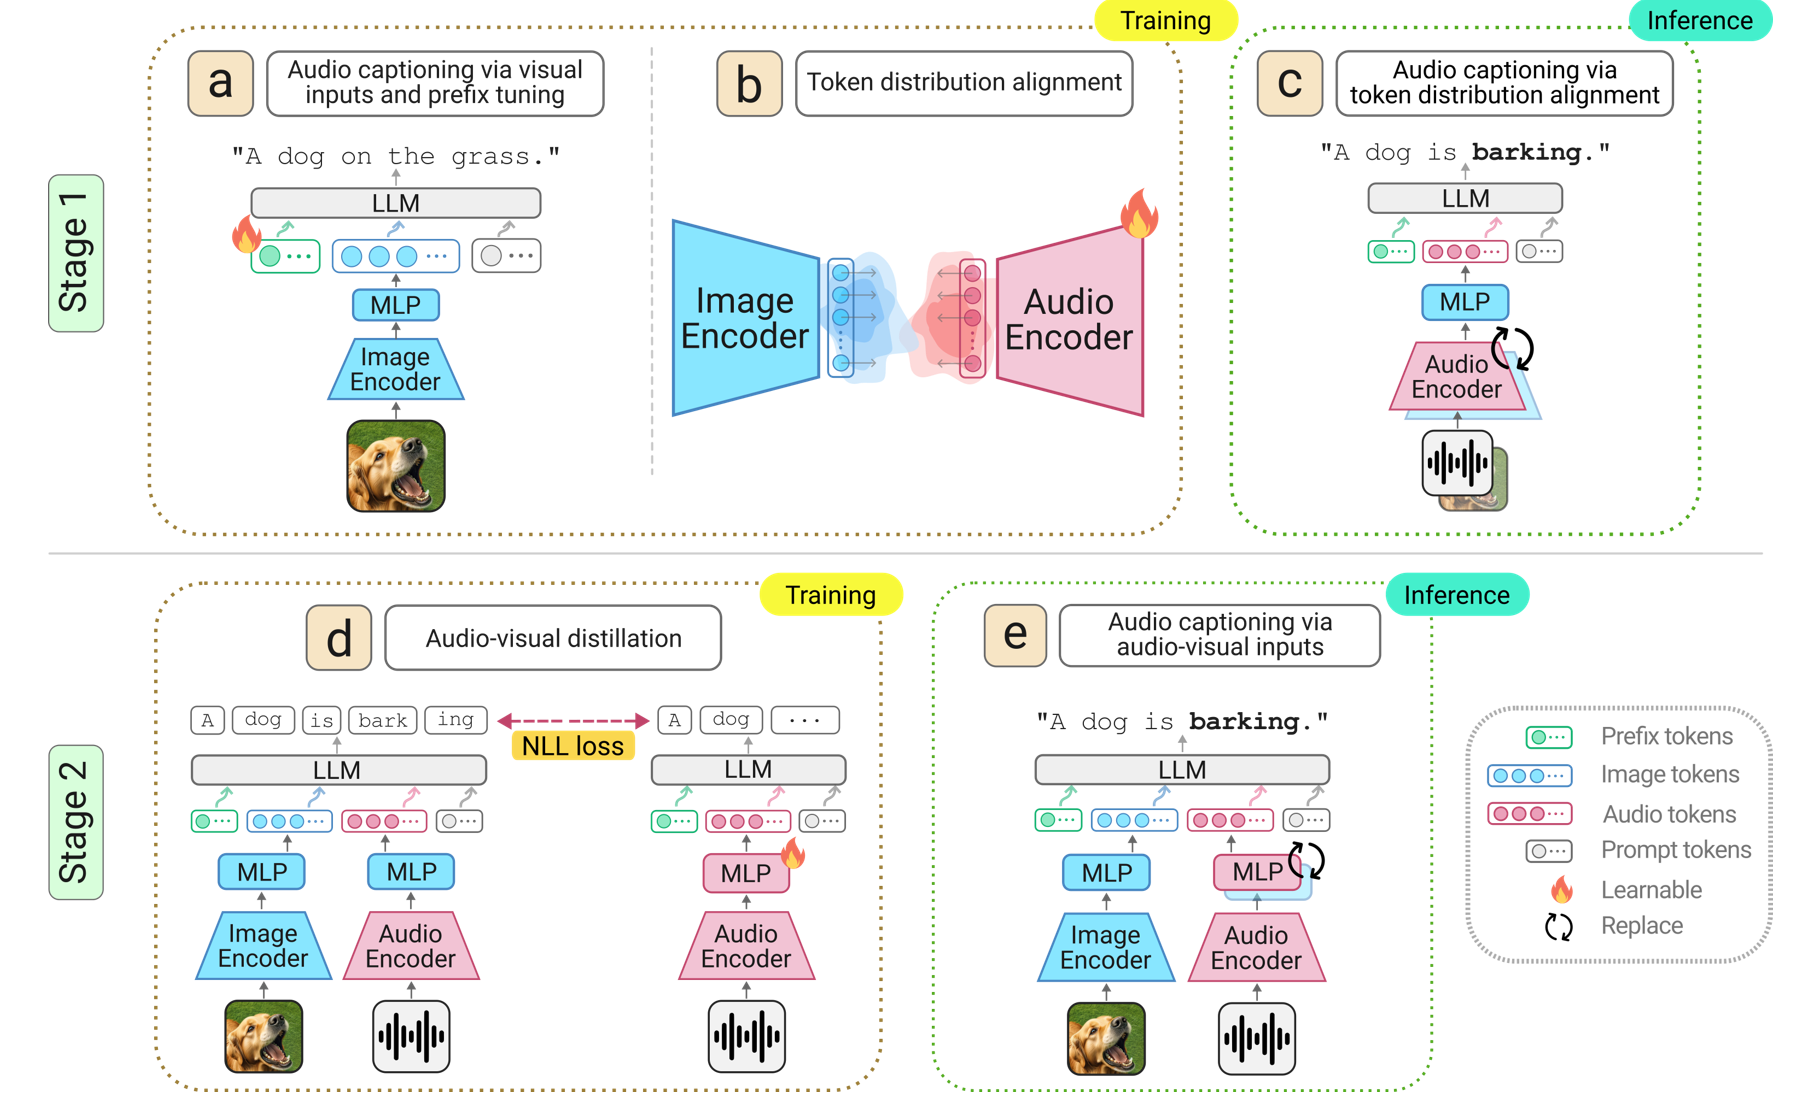 Training
Inference
Stage 1
a
Audio captioning via visual
inputs and prefix tuning
"A dog on the grass."
LLM
MLP
Image
Encoder
b
Token distribution alignment
Image
Encoder
Audio
Encoder
c
Audio captioning via
token distribution alignment
"A dog is barking."
LLM
MLP
Audio
Encoder
Stage 2
Training
d
Audio-visual distillation
A dog is bark ing
NLL loss
A dog ...
LLM
LLM
MLP
MLP
MLP
Image
Encoder
Audio
Encoder
Audio
Encoder
Inference
e
Audio captioning via
audio-visual inputs
"A dog is barking."
LLM
MLP
MLP
Image
Encoder
Audio
Encoder
Prefix tokens
Image tokens
Audio tokens
Prompt tokens
Learnable
Replace